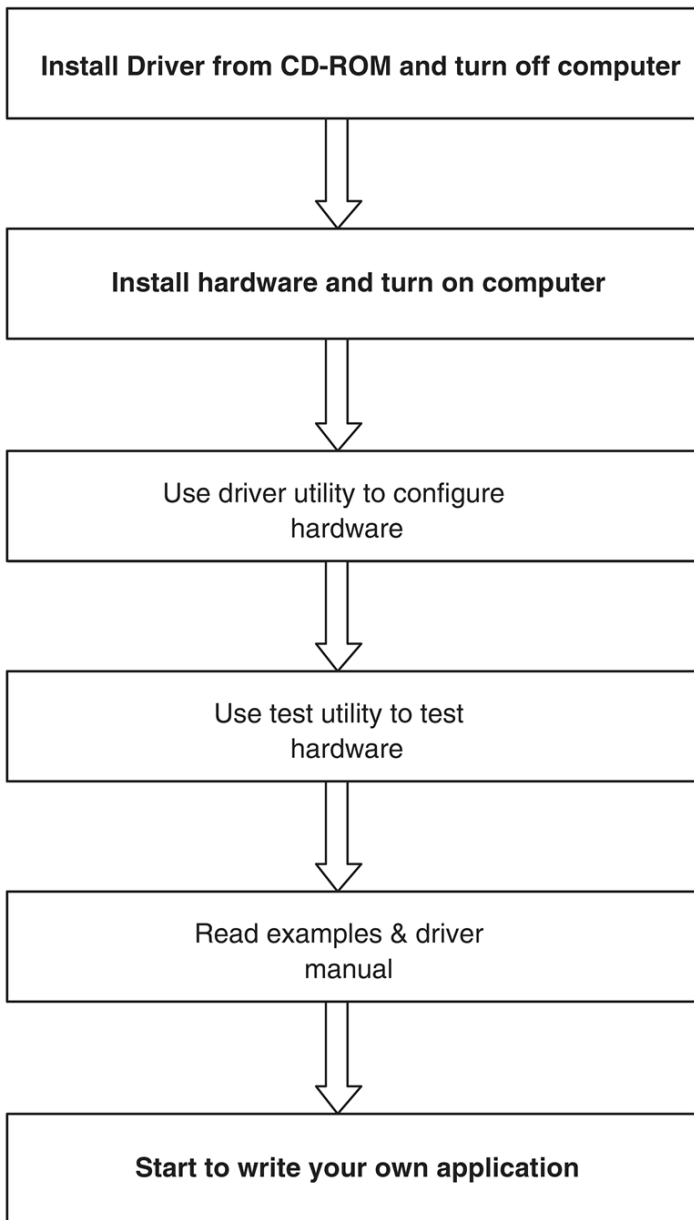 Install Driver from CD-ROM and turn off computer
Install hardware and turn on computer
Use driver utility to configure
hardware
Use test utility to test
hardware
Read examples & driver
manual
Start to write your own application